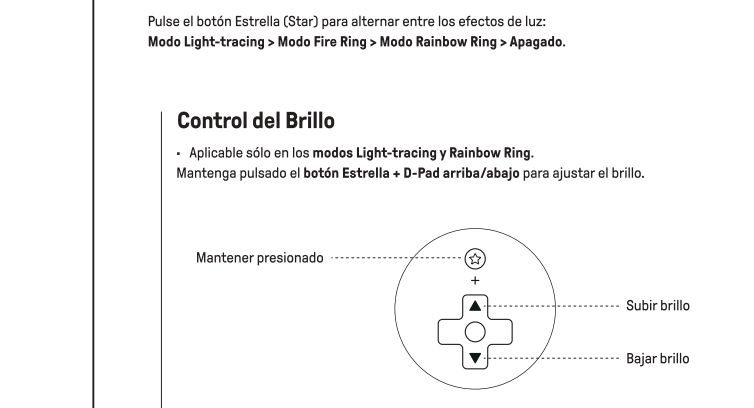 Pulse el botón Estrella (Star) para alternar entre los efectos de luz:
Modo Light-tracing > Modo Fire Ring > Modo Rainbow Ring > Apagado.
Control del Brillo
• Aplicable sólo en los modos Light-tracing y Rainbow Ring.
Mantenga pulsado el botón Estrella + D-Pad arriba/abajo para ajustar el brillo.
Mantener presionado
+
Subir brillo
Bajar brillo